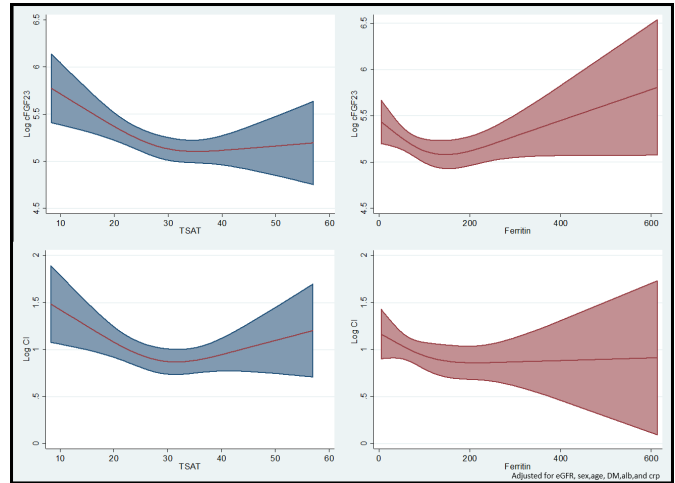 Log cFGF23
6.5
6
5.5
5
4.5
10 20 30 40 50 60
TSAT
Log cFGF23
6.5
6
5.5
5
4.5
0 200 400 600
Ferritin
Log CI
2
1.5
1
.5
0
10 20 30 40 50 60
TSAT
Log CI
2
1.5
1
.5
0
0 200 400 600
Ferritin
Adjusted for eGFR, sex,age, DM,alb,and crp